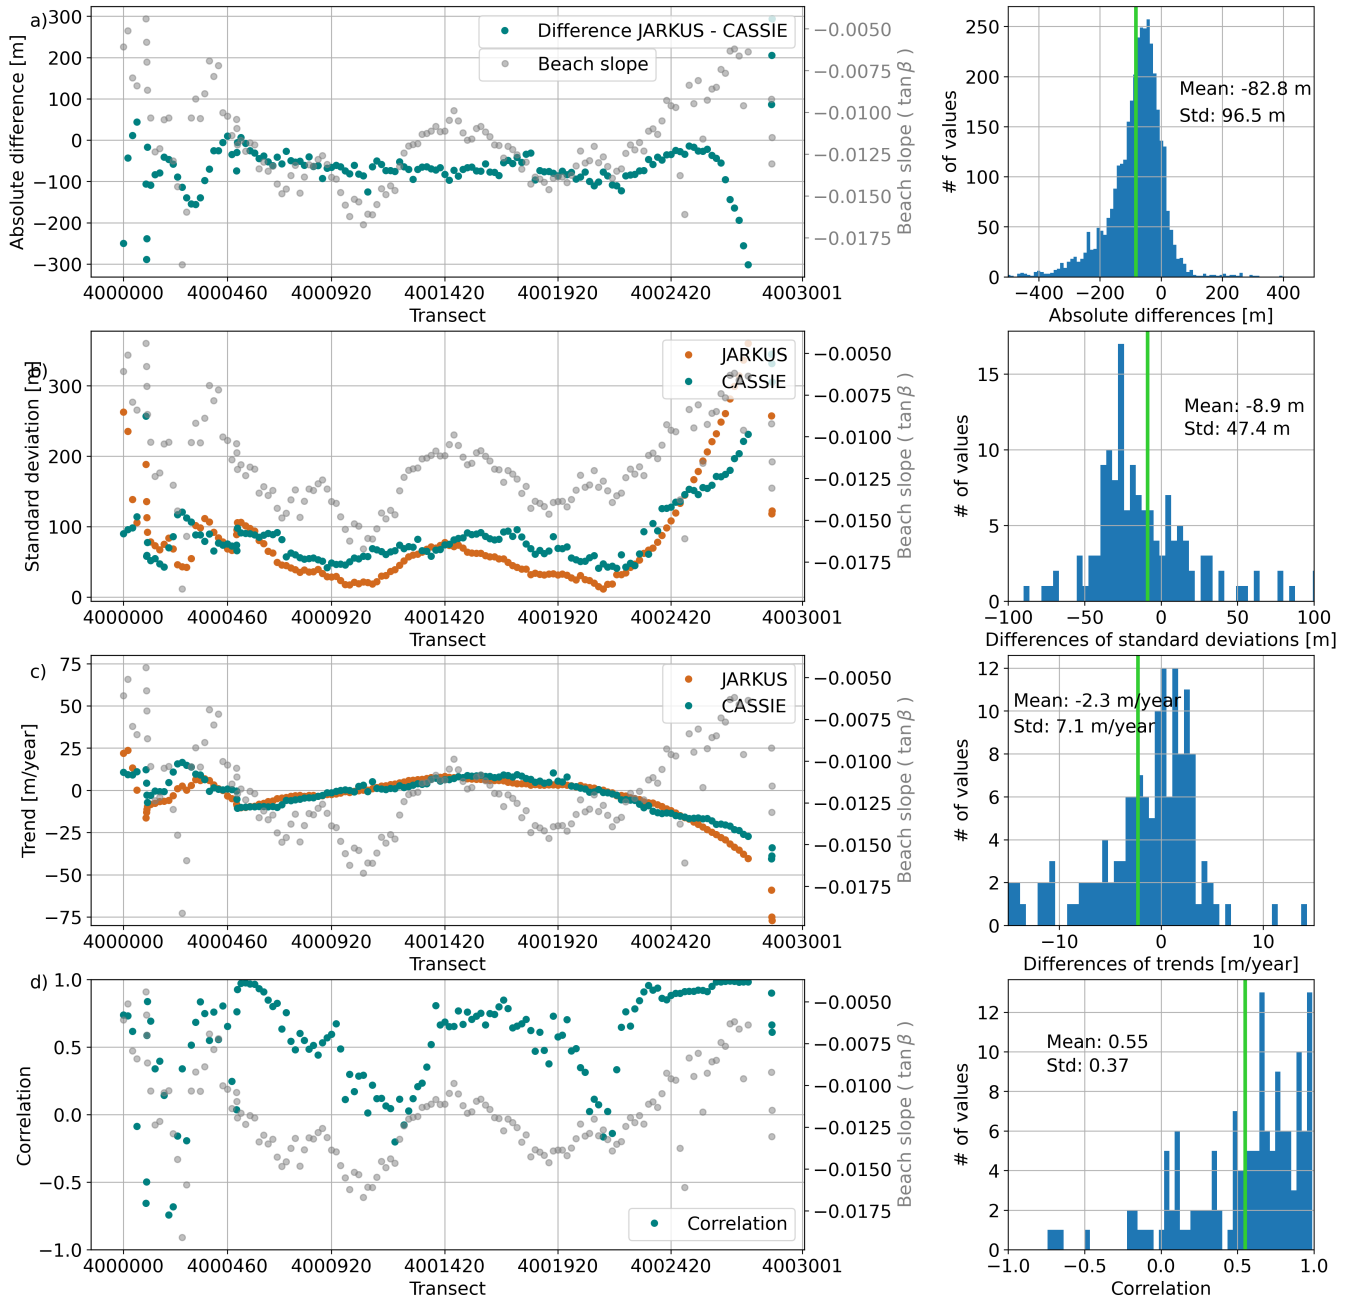 a)
300
200
100
0
−100
−200
−300
Absolute difference [m]
Difference JARKUS - CASSIE
Beach slope
−0.0050
−0.0075
−0.0100
−0.0125
−0.0150
−0.0175
Beach slope ( tanβ )
4000000 4000460 4000920 4001420 4001920 4002420 4003001
Transect
250
200
150
100
50
0
# of values
Mean: -82.8 m
Std: 96.5 m
−400 −200 0 200 400
Absolute differences [m]
b)
300
200
100
0
Standard deviation [m]
JARKUS
CASSIE
−0.0050
−0.0075
−0.0100
−0.0125
−0.0150
−0.0175
Beach slope ( tanβ )
4000000 4000460 4000920 4001420 4001920 4002420 4003001
Transect
15
10
5
0
# of values
Mean: -8.9 m
Std: 47.4 m
−100 −50 0 50 100
Differences of standard deviations [m]
c)
75
50
25
0
−25
−50
−75
Trend [m/year]
JARKUS
CASSIE
−0.0050
−0.0075
−0.0100
−0.0125
−0.0150
−0.0175
Beach slope ( tanβ )
4000000 4000460 4000920 4001420 4001920 4002420 4003001
Transect
12
10
8
6
4
2
0
# of values
Mean: -2.3 m/year
Std: 7.1 m/year
−10 0 10
Differences of trends [m/year]
d)
1.0
0.5
0.0
−0.5
−1.0
Correlation
Correlation
−0.0050
−0.0075
−0.0100
−0.0125
−0.0150
−0.0175
Beach slope ( tanβ )
4000000 4000460 4000920 4001420 4001920 4002420 4003001
Transect
12
10
8
6
4
2
0
# of values
Mean: 0.55
Std: 0.37
−1.0 −0.5 0.0 0.5 1.0
Correlation